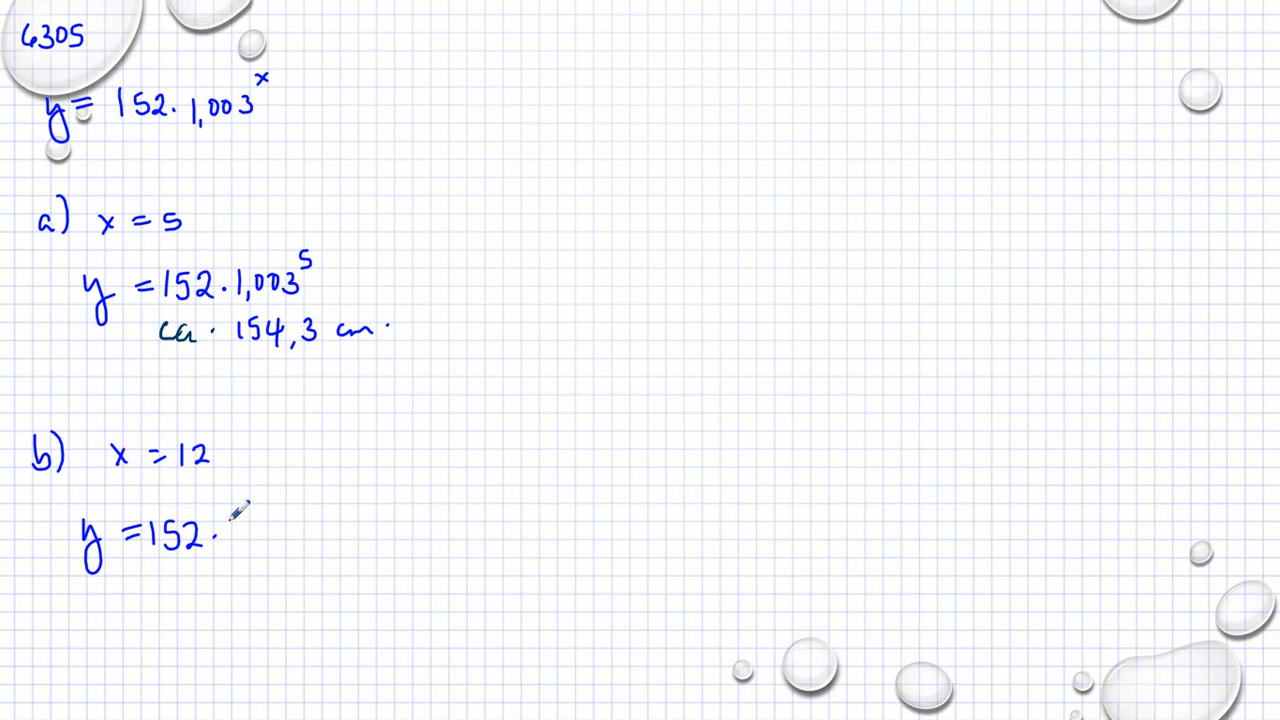 6305
y = 152 · 1,003^x
a) x = 5
y = 152 · 1,003^5
ca. 154,3 cm.
b) x = 12
y = 152 ·